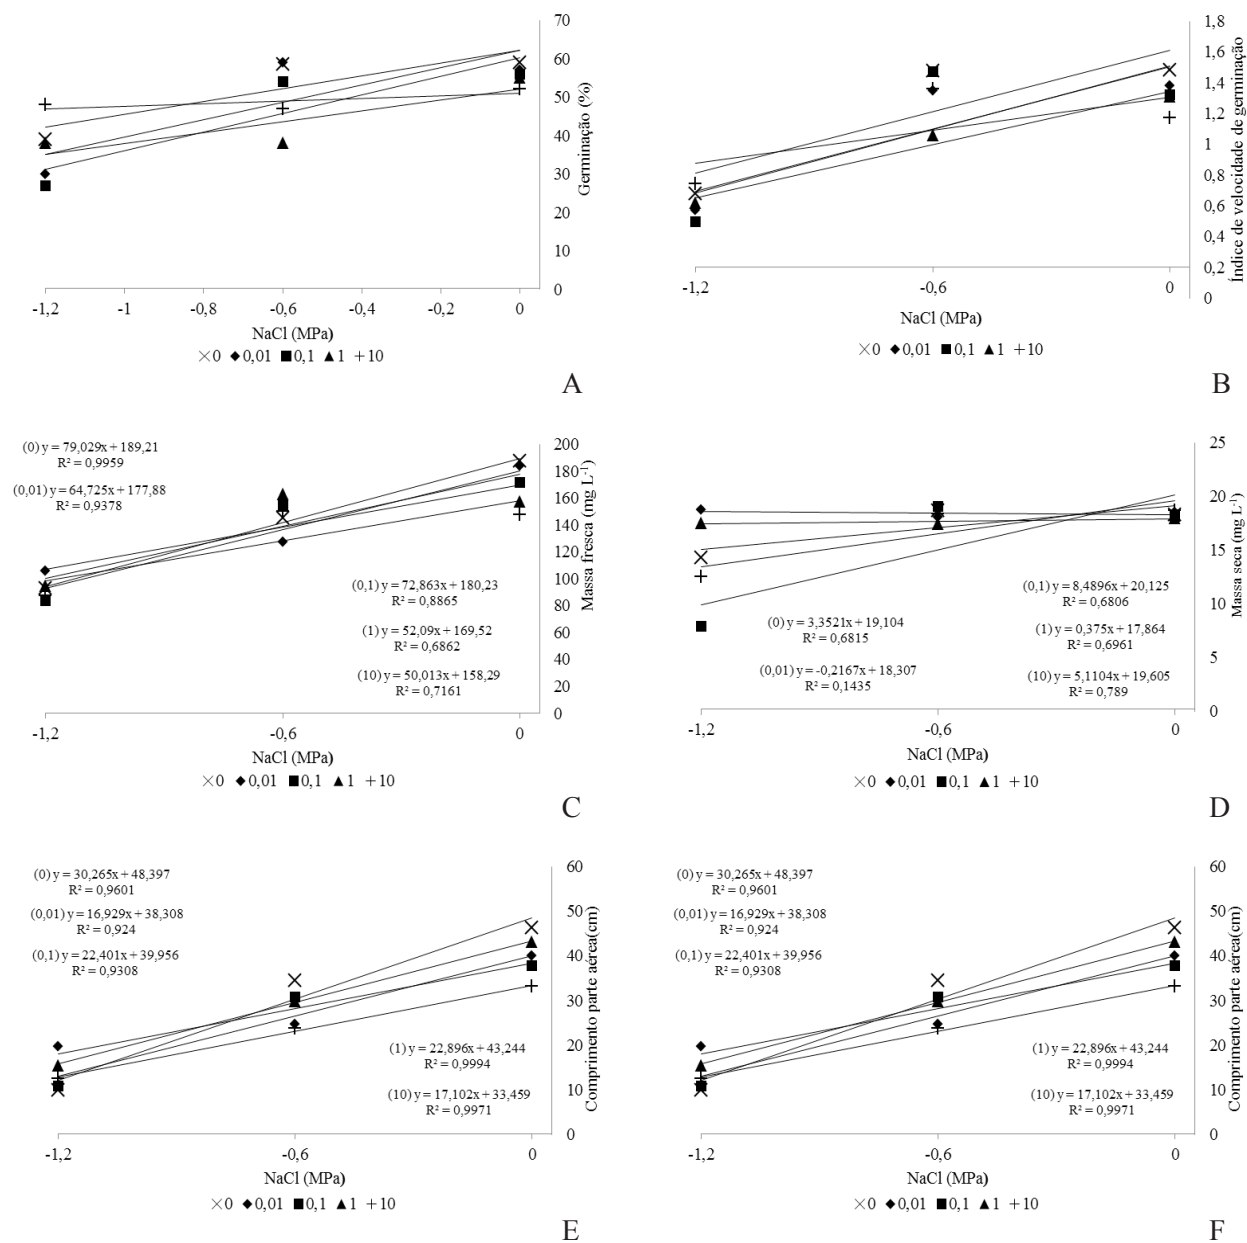 70
60
50
40
30
20
10
0
Germinação (%)
-1,2 -1 -0,8 -0,6 -0,4 -0,2 0
NaCl (MPa)
0 0,01 0,1 1 10
A
1,8
1,6
1,4
1,2
1
0,8
0,6
0,4
0,2
0
Índice de velocidade de germinação
-1,2 -0,6 0
NaCl (MPa)
0 0,01 0,1 1 10
B
(0) y = 79,029x + 189,21
R² = 0,9959
(0,01) y = 64,725x + 177,88
R² = 0,9378
(0,1) y = 72,863x + 180,23
R² = 0,8865
(1) y = 52,09x + 169,52
R² = 0,6862
(10) y = 50,013x + 158,29
R² = 0,7161
200
180
160
140
120
100
80
60
40
20
0
Massa fresca (mg L⁻¹)
-1,2 -0,6 0
NaCl (MPa)
0 0,01 0,1 1 10
C
25
20
15
10
5
0
Massa seca (mg L⁻¹)
(0,1) y = 8,4896x + 20,125
R² = 0,6806
(0) y = 3,3521x + 19,104
R² = 0,6815
(1) y = 0,375x + 17,864
R² = 0,6961
(0,01) y = -0,2167x + 18,307
R² = 0,1435
(10) y = 5,1104x + 19,605
R² = 0,789
-1,2 -0,6 0
NaCl (MPa)
0 0,01 0,1 1 10
D
(0) y = 30,265x + 48,397
R² = 0,9601
(0,01) y = 16,929x + 38,308
R² = 0,924
(0,1) y = 22,401x + 39,956
R² = 0,9308
(1) y = 22,896x + 43,244
R² = 0,9994
(10) y = 17,102x + 33,459
R² = 0,9971
60
50
40
30
20
10
0
Comprimento parte aérea(cm)
-1,2 -0,6 0
NaCl (MPa)
0 0,01 0,1 1 10
E
(0) y = 30,265x + 48,397
R² = 0,9601
(0,01) y = 16,929x + 38,308
R² = 0,924
(0,1) y = 22,401x + 39,956
R² = 0,9308
(1) y = 22,896x + 43,244
R² = 0,9994
(10) y = 17,102x + 33,459
R² = 0,9971
60
50
40
30
20
10
0
Comprimento parte aérea(cm)
-1,2 -0,6 0
NaCl (MPa)
0 0,01 0,1 1 10
F